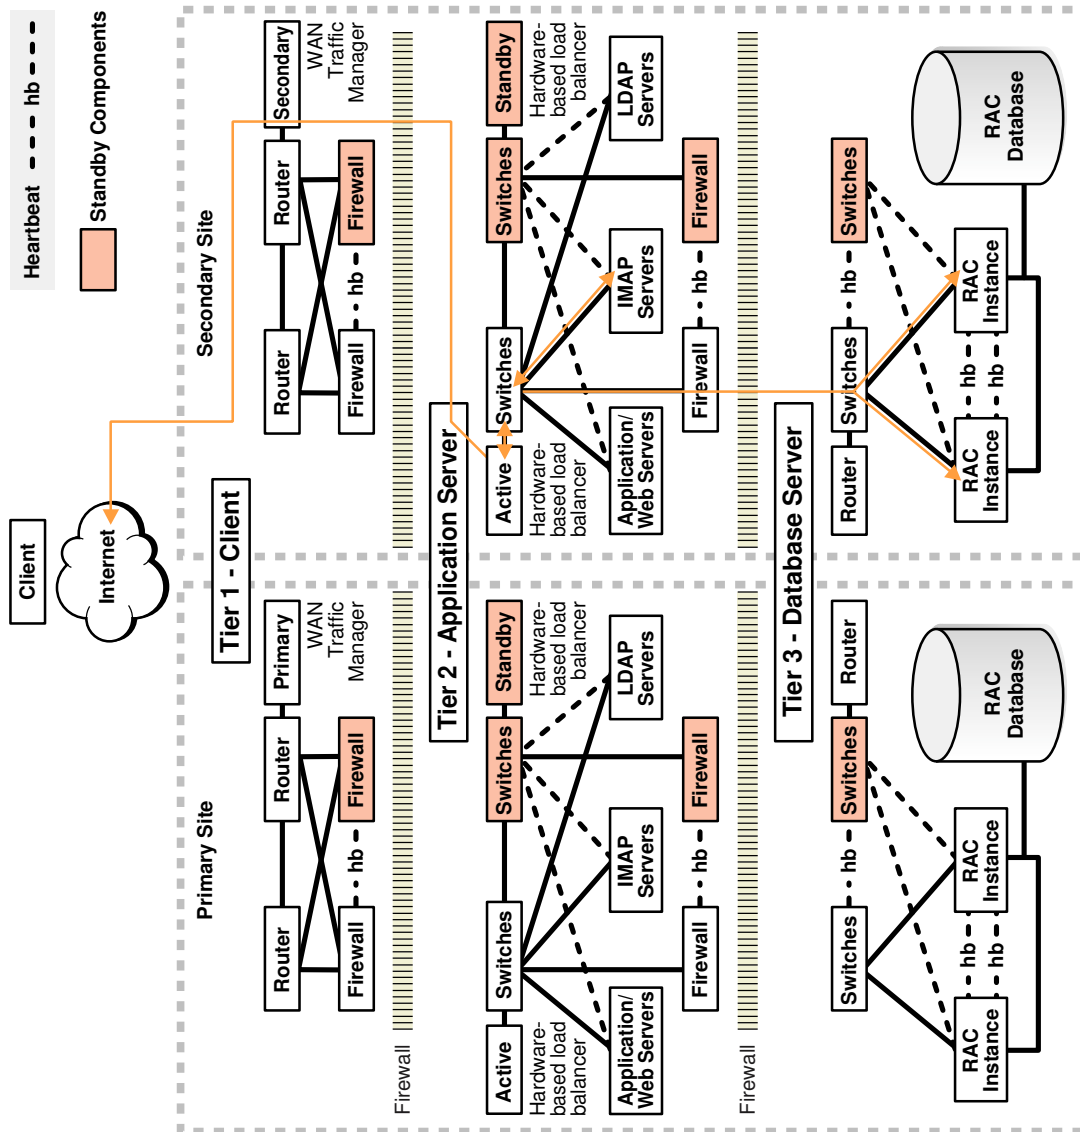 Client
Internet
Heartbeat
hb
Standby Components
Primary Site
Secondary Site
Tier 1 - Client
Router
Router
Primary
WAN
Traffic
Manager
Firewall
hb
Firewall
Router
Router
Secondary
WAN
Traffic
Manager
Firewall
hb
Firewall
Firewall
Tier 2 - Application Server
Active
Switches
Switches
Standby
Hardware-
based load
balancer
Hardware-
based load
balancer
Application/
Web Servers
IMAP
Servers
LDAP
Servers
Firewall
hb
Firewall
Active
Switches
Switches
Standby
Hardware-
based load
balancer
Hardware-
based load
balancer
Application/
Web Servers
IMAP
Servers
LDAP
Servers
Firewall
hb
Firewall
Firewall
Tier 3 - Database Server
Switches
hb
Switches
Router
RAC
Instance
hb
hb
RAC
Instance
RAC
Database
Router
Switches
hb
Switches
RAC
Instance
hb
hb
RAC
Instance
RAC
Database